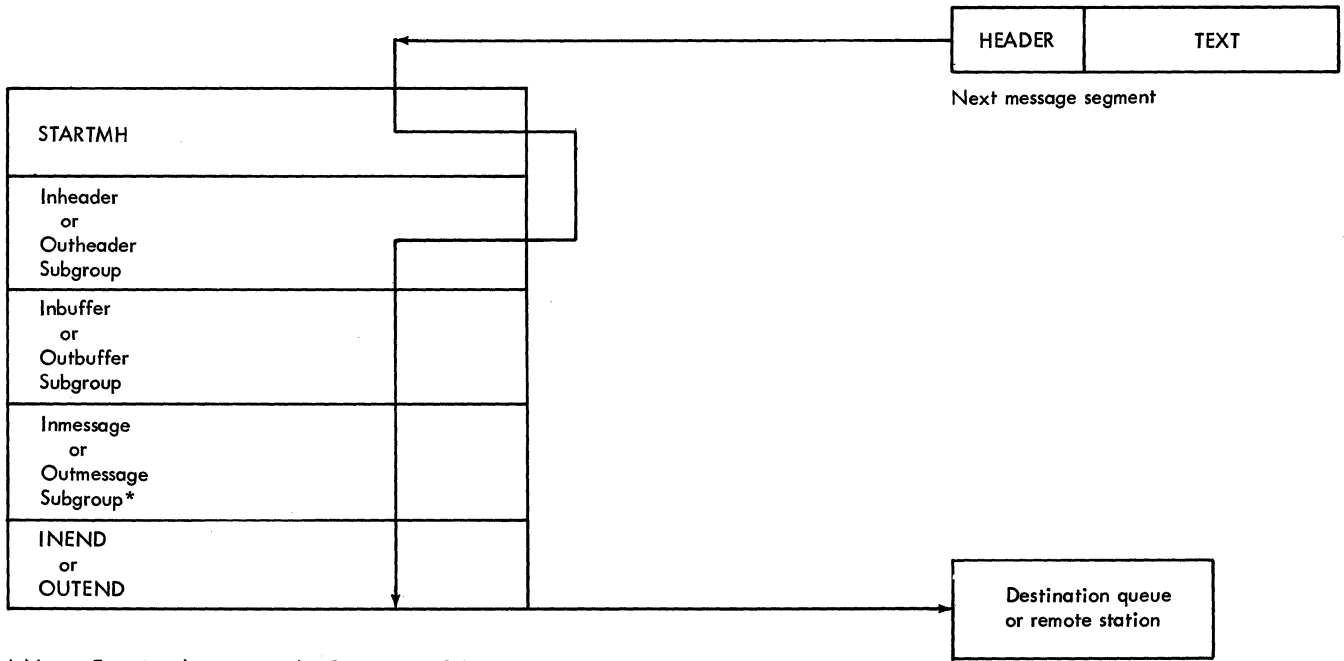 HEADER
TEXT
Next message segment
STARTMH
Inheader
or
Outheader
Subgroup
Inbuffer
or
Outbuffer
Subgroup
Inmessage
or
Outmessage
Subgroup*
INEND
or
OUTEND
Destination queue
or remote station